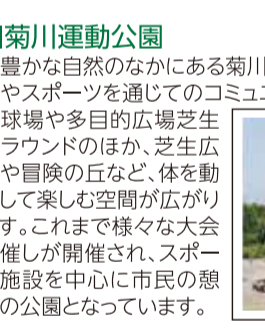 菊川運動公園
豊かな自然のなかにある菊川
やスポーツを通じてのコミュニ
球場や多目的広場芝生
ラウンドのほか、芝生広
や冒険の丘など、体を動
して楽しむ空間が広がり
す。これまで様々な大会
催しが開催され、スポー
施設を中心に市民の憩
の公園となっています。